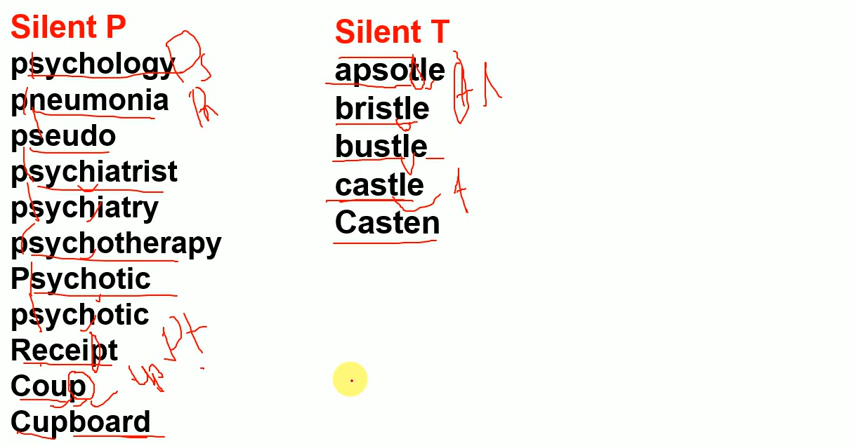 Silent P
psychology
pneumonia
pseudo
psychiatrist
psychiatry
psychotherapy
Psychotic
psychotic
Receipt
Coup
Cupboard
Silent T
apsotle
bristle
bustle
castle
Casten